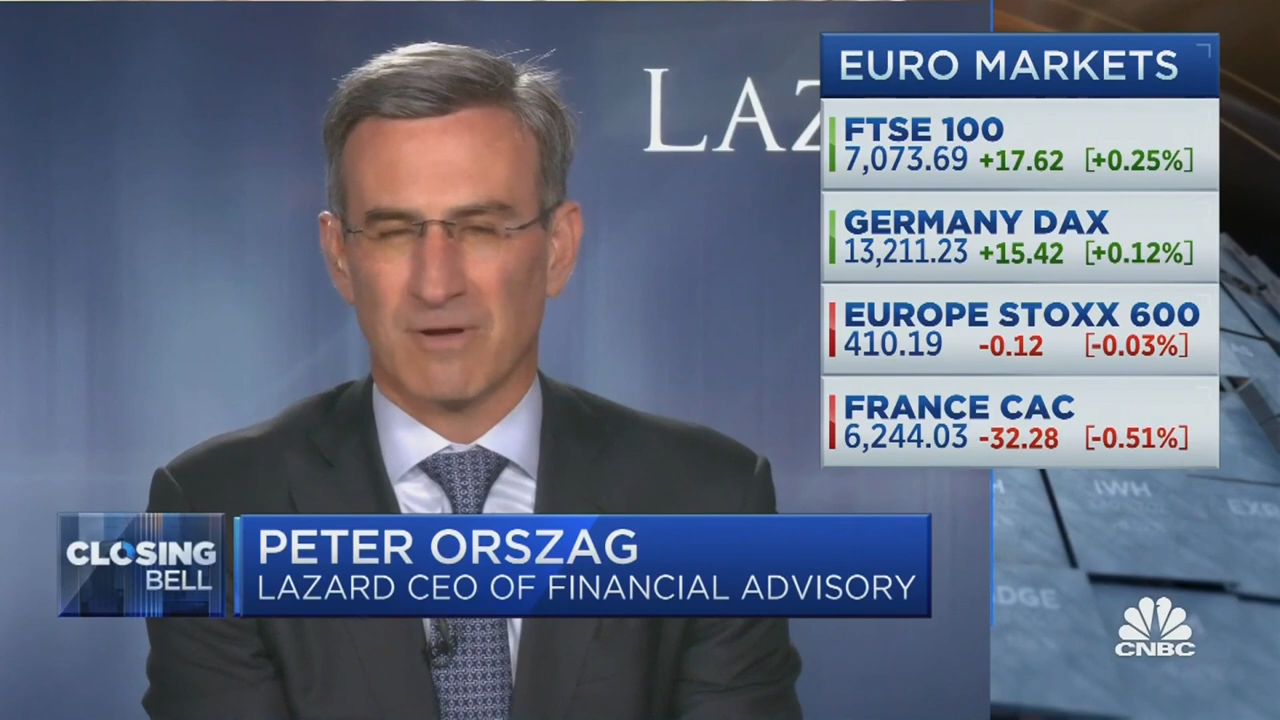 LAZ
EURO MARKETS
FTSE 100
7,073.69 +17.62 [+0.25%]
GERMANY DAX
13,211.23 +15.42 [+0.12%]
EUROPE STOXX 600
410.19 -0.12 [-0.03%]
FRANCE CAC
6,244.03 -32.28 [-0.51%]
IWH
DGE
CLOSING
BELL
PETER ORSZAG
LAZARD CEO OF FINANCIAL ADVISORY
CNBC